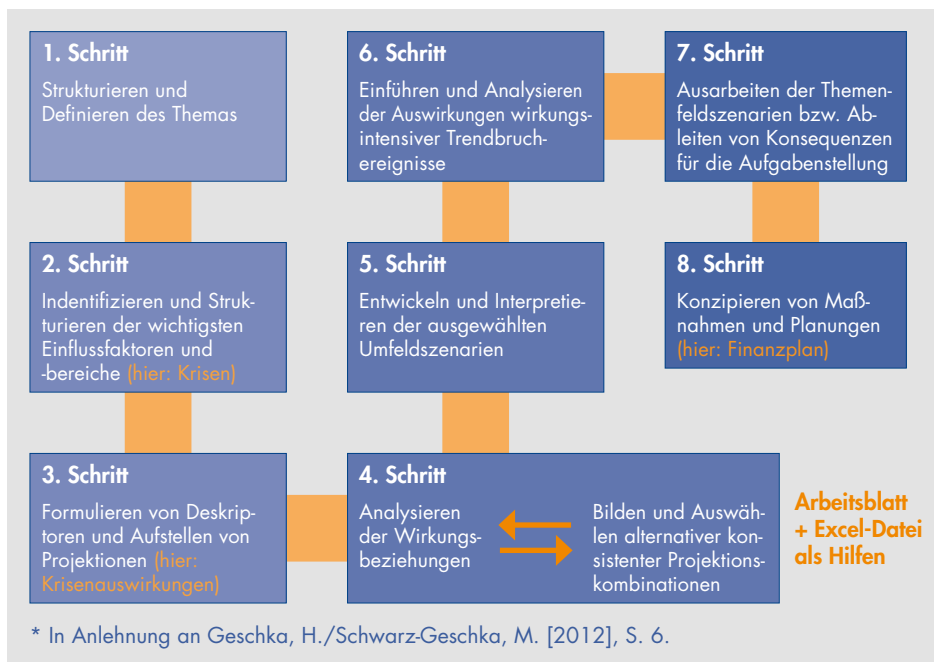 1. Schritt
Strukturieren und
Definieren des Themas
2. Schritt
Indentifizieren und Struk-
turieren der wichtigsten
Einflussfaktoren und
-bereiche (hier: Krisen)
3. Schritt
Formulieren von Deskrip-
toren und Aufstellen von
Projektionen (hier:
Krisenauswirkungen)
4. Schritt
Analysieren
der Wirkungs-
beziehungen
Bilden und Auswäh-
len alternativer kon-
sistenter Projektions-
kombinationen
Arbeitsblatt
+ Excel-Datei
als Hilfen
5. Schritt
Entwickeln und Interpretie-
ren der ausgewählten
Umfeldszenarien
6. Schritt
Einführen und Analysieren
der Auswirkungen wirkungs-
intensiver Trendbruch-
ereignisse
7. Schritt
Ausarbeiten der Themen-
feldszenarien bzw. Ab-
leiten von Konsequenzen
für die Aufgabenstellung
8. Schritt
Konzipieren von Maß-
nahmen und Planungen
(hier: Finanzplan)
* In Anlehnung an Geschka, H./Schwarz-Geschka, M. [2012], S. 6.